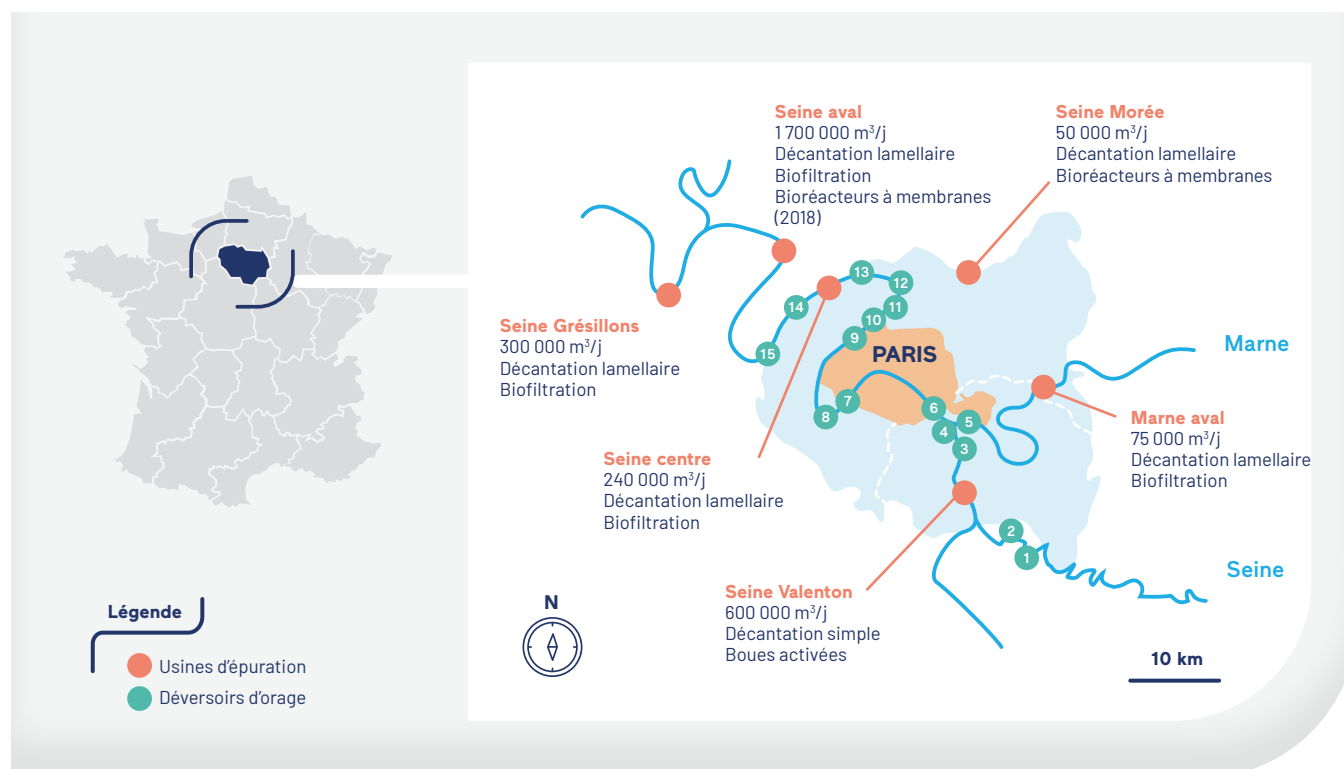 Seine aval
1 700 000 m³/j
Décantation lamellaire
Biofiltration
Bioréacteurs à membranes
(2018)
Seine Morée
50 000 m³/j
Décantation lamellaire
Bioréacteurs à membranes
Seine Grésillons
300 000 m³/j
Décantation lamellaire
Biofiltration
13
12
14
11
10
9
15
PARIS
Marne
7
8
6
5
4
3
Marne aval
75 000 m³/j
Décantation lamellaire
Biofiltration
Seine centre
240 000 m³/j
Décantation lamellaire
Biofiltration
2
1
Seine
Seine Valenton
600 000 m³/j
Décantation simple
Boues activées
N
10 km
Légende
Usines d'épuration
Déversoirs d'orage